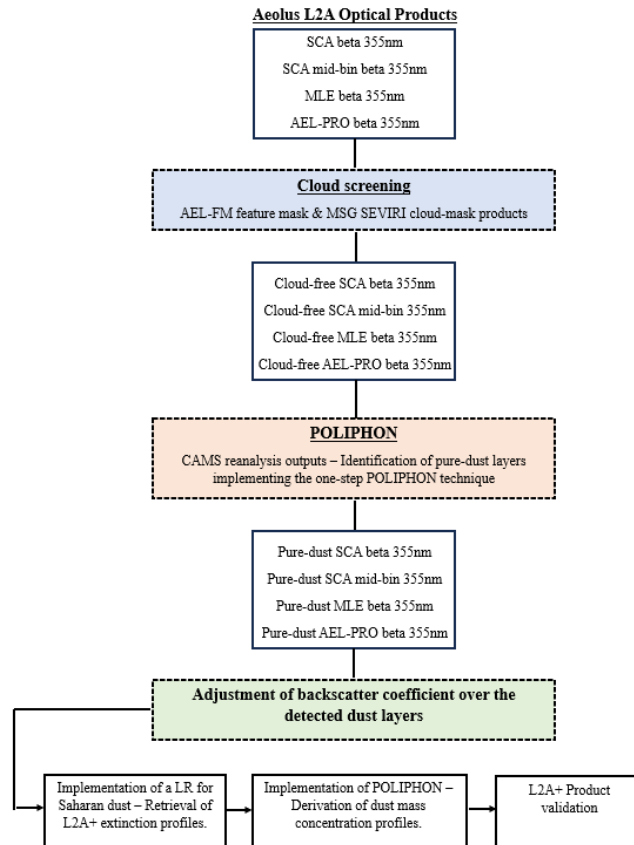 Aeolus L2A Optical Products
SCA beta 355nm
SCA mid-bin beta 355nm
MLE beta 355nm
AEL-PRO beta 355nm
Cloud screening
AEL-FM feature mask & MSG SEVIRI cloud-mask products
Cloud-free SCA beta 355nm
Cloud-free SCA mid-bin 355nm
Cloud-free MLE beta 355nm
Cloud-free AEL-PRO beta 355nm
POLIPHON
CAMS reanalysis outputs – Identification of pure-dust layers
implementing the one-step POLIPHON technique
Pure-dust SCA beta 355nm
Pure-dust SCA mid-bin 355nm
Pure-dust MLE beta 355nm
Pure-dust AEL-PRO beta 355nm
Adjustment of backscatter coefficient over the
detected dust layers
Implementation of a LR for
Saharan dust – Retrieval of
L2A+ extinction profiles.
Implementation of POLIPHON –
Derivation of dust mass
concentration profiles.
L2A+ Product
validation